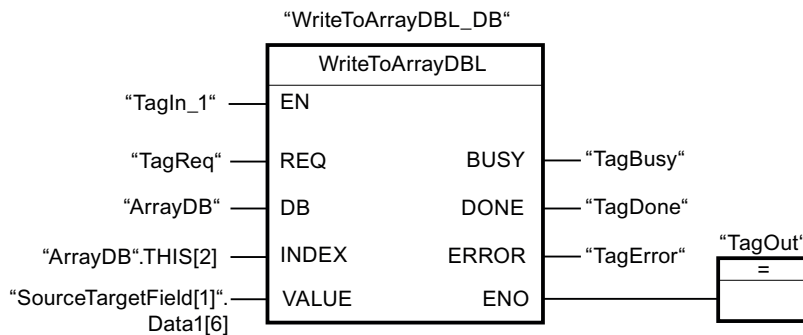 “WriteToArrayDBL_DB“
WriteToArrayDBL
“TagIn_1“ EN
“TagReq“ REQ BUSY “TagBusy“
“ArrayDB“ DB DONE “TagDone“
“ArrayDB“.THIS[2] INDEX ERROR “TagError“
“TagOut“
=
“SourceTargetField[1]“. VALUE ENO
Data1[6]